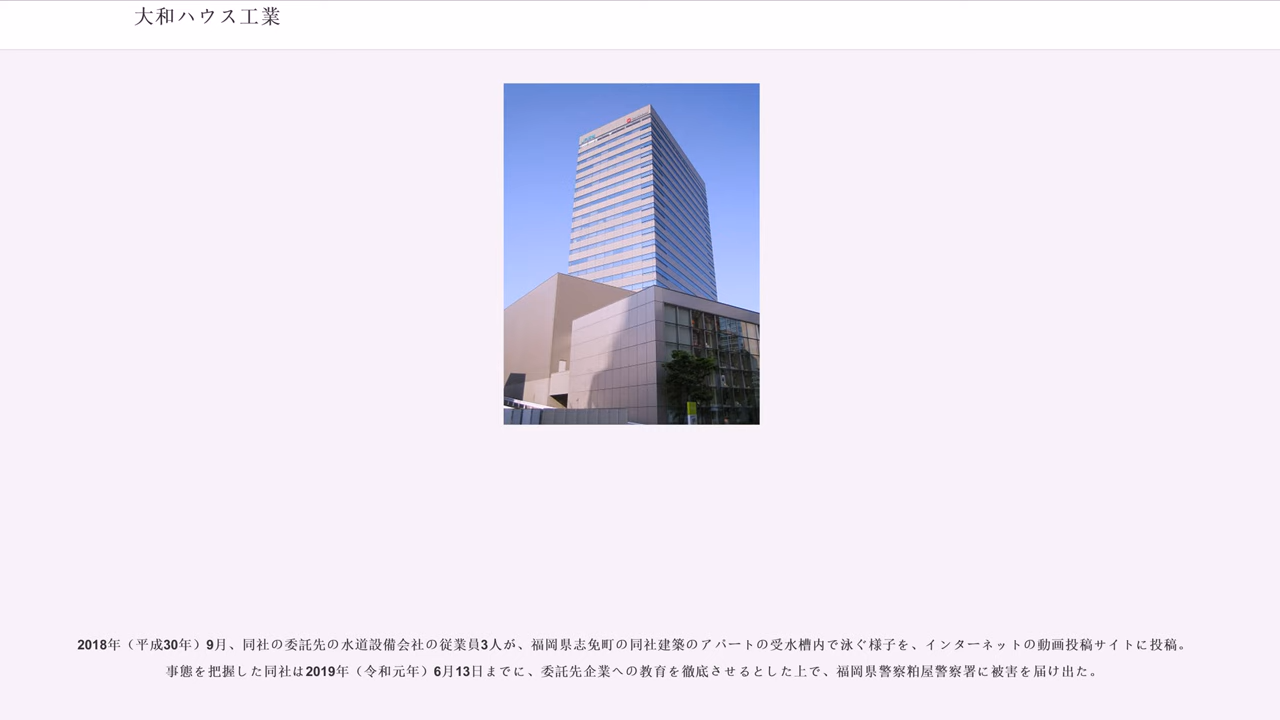 大和ハウス工業
2018年（平成30年）9月、同社の委託先の水道設備会社の従業員3人が、福岡県志免町の同社建築のアパートの受水槽内で泳ぐ様子を、インターネットの動画投稿サイトに投稿。
事態を把握した同社は2019年（令和元年）6月13日までに、委託先企業への教育を徹底させるとした上で、福岡県警察粕屋警察署に被害を届け出た。